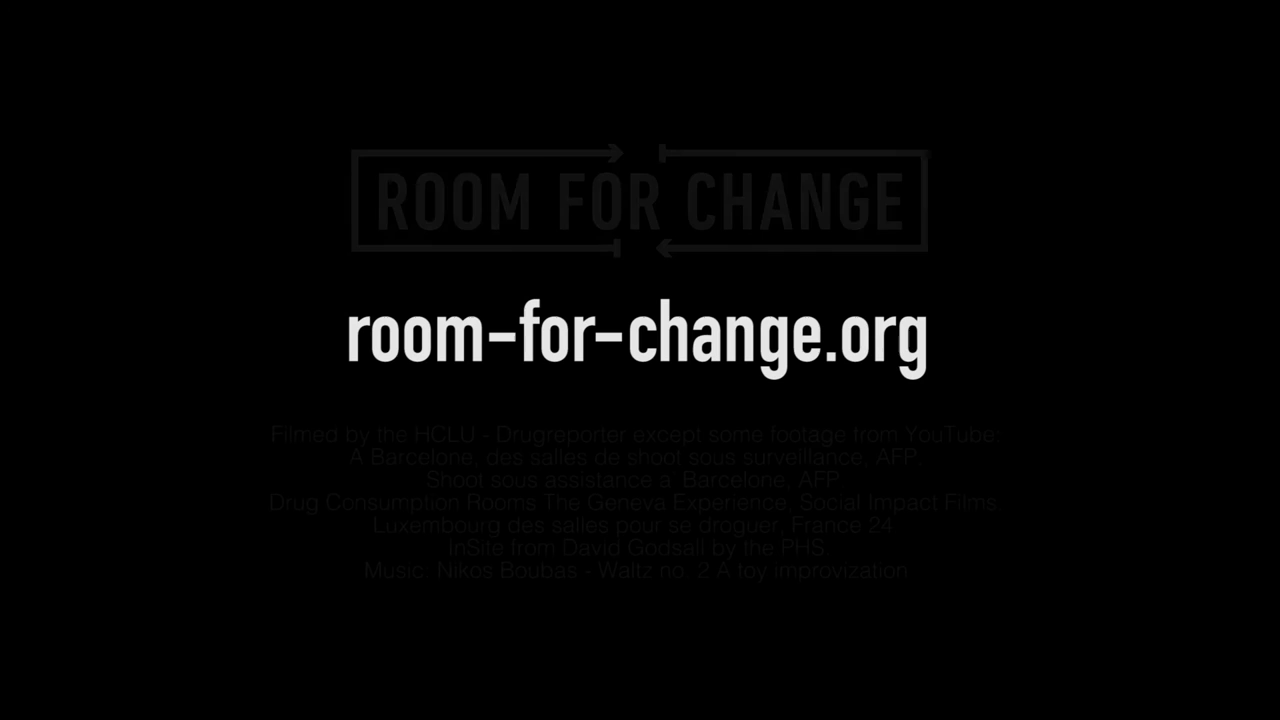 ROOM FOR CHANGE
room-for-change.org
Filmed by the HCLU - Drugreporter except some footage from YouTube:
A Barcelone, des salles de shoot sous surveillance, AFP.
Shoot sous assistance a Barcelone, AFP
Drug Consumption Rooms The Geneva Experience, Social Impact Films
Luxembourg des salles pour se droguer, France 24
inSite from David Godsall by the PHS.
Music: Nikos Boubas - Waltz no. 2 A toy improvization